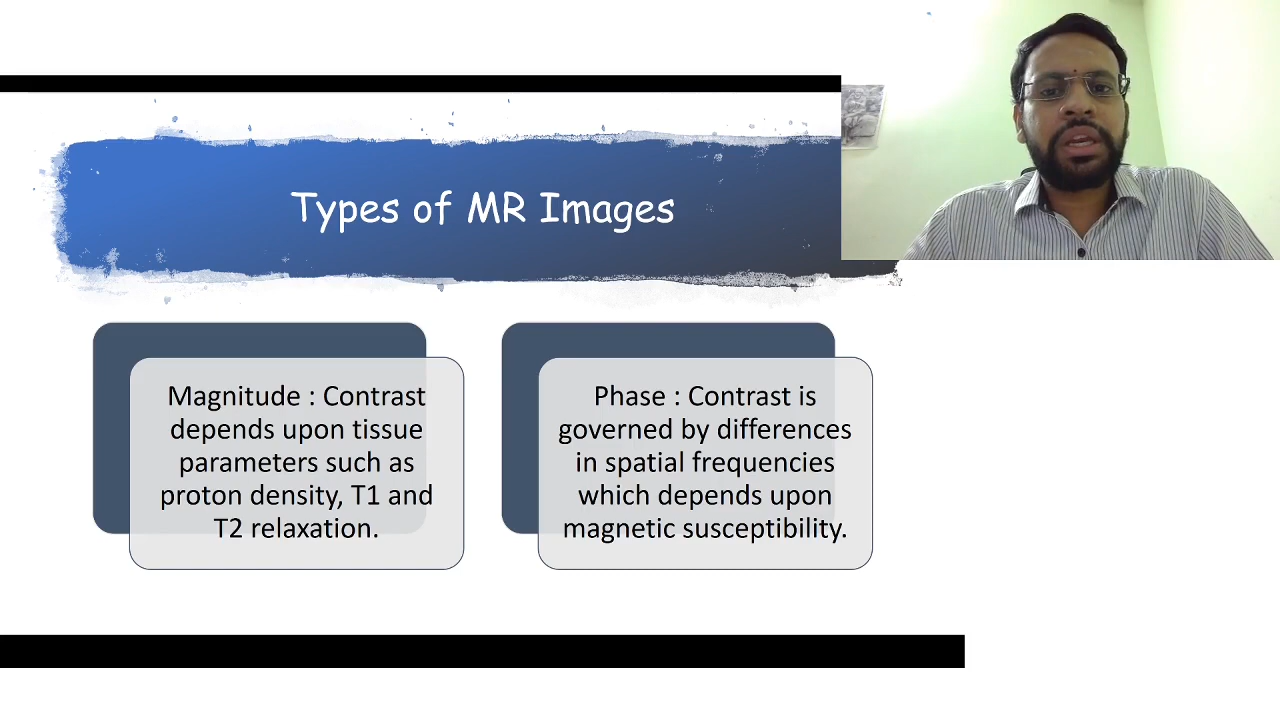 Types of MR Images
Magnitude : Contrast
depends upon tissue
parameters such as
proton density, T1 and
T2 relaxation.
Phase : Contrast is
governed by differences
in spatial frequencies
which depends upon
magnetic susceptibility.